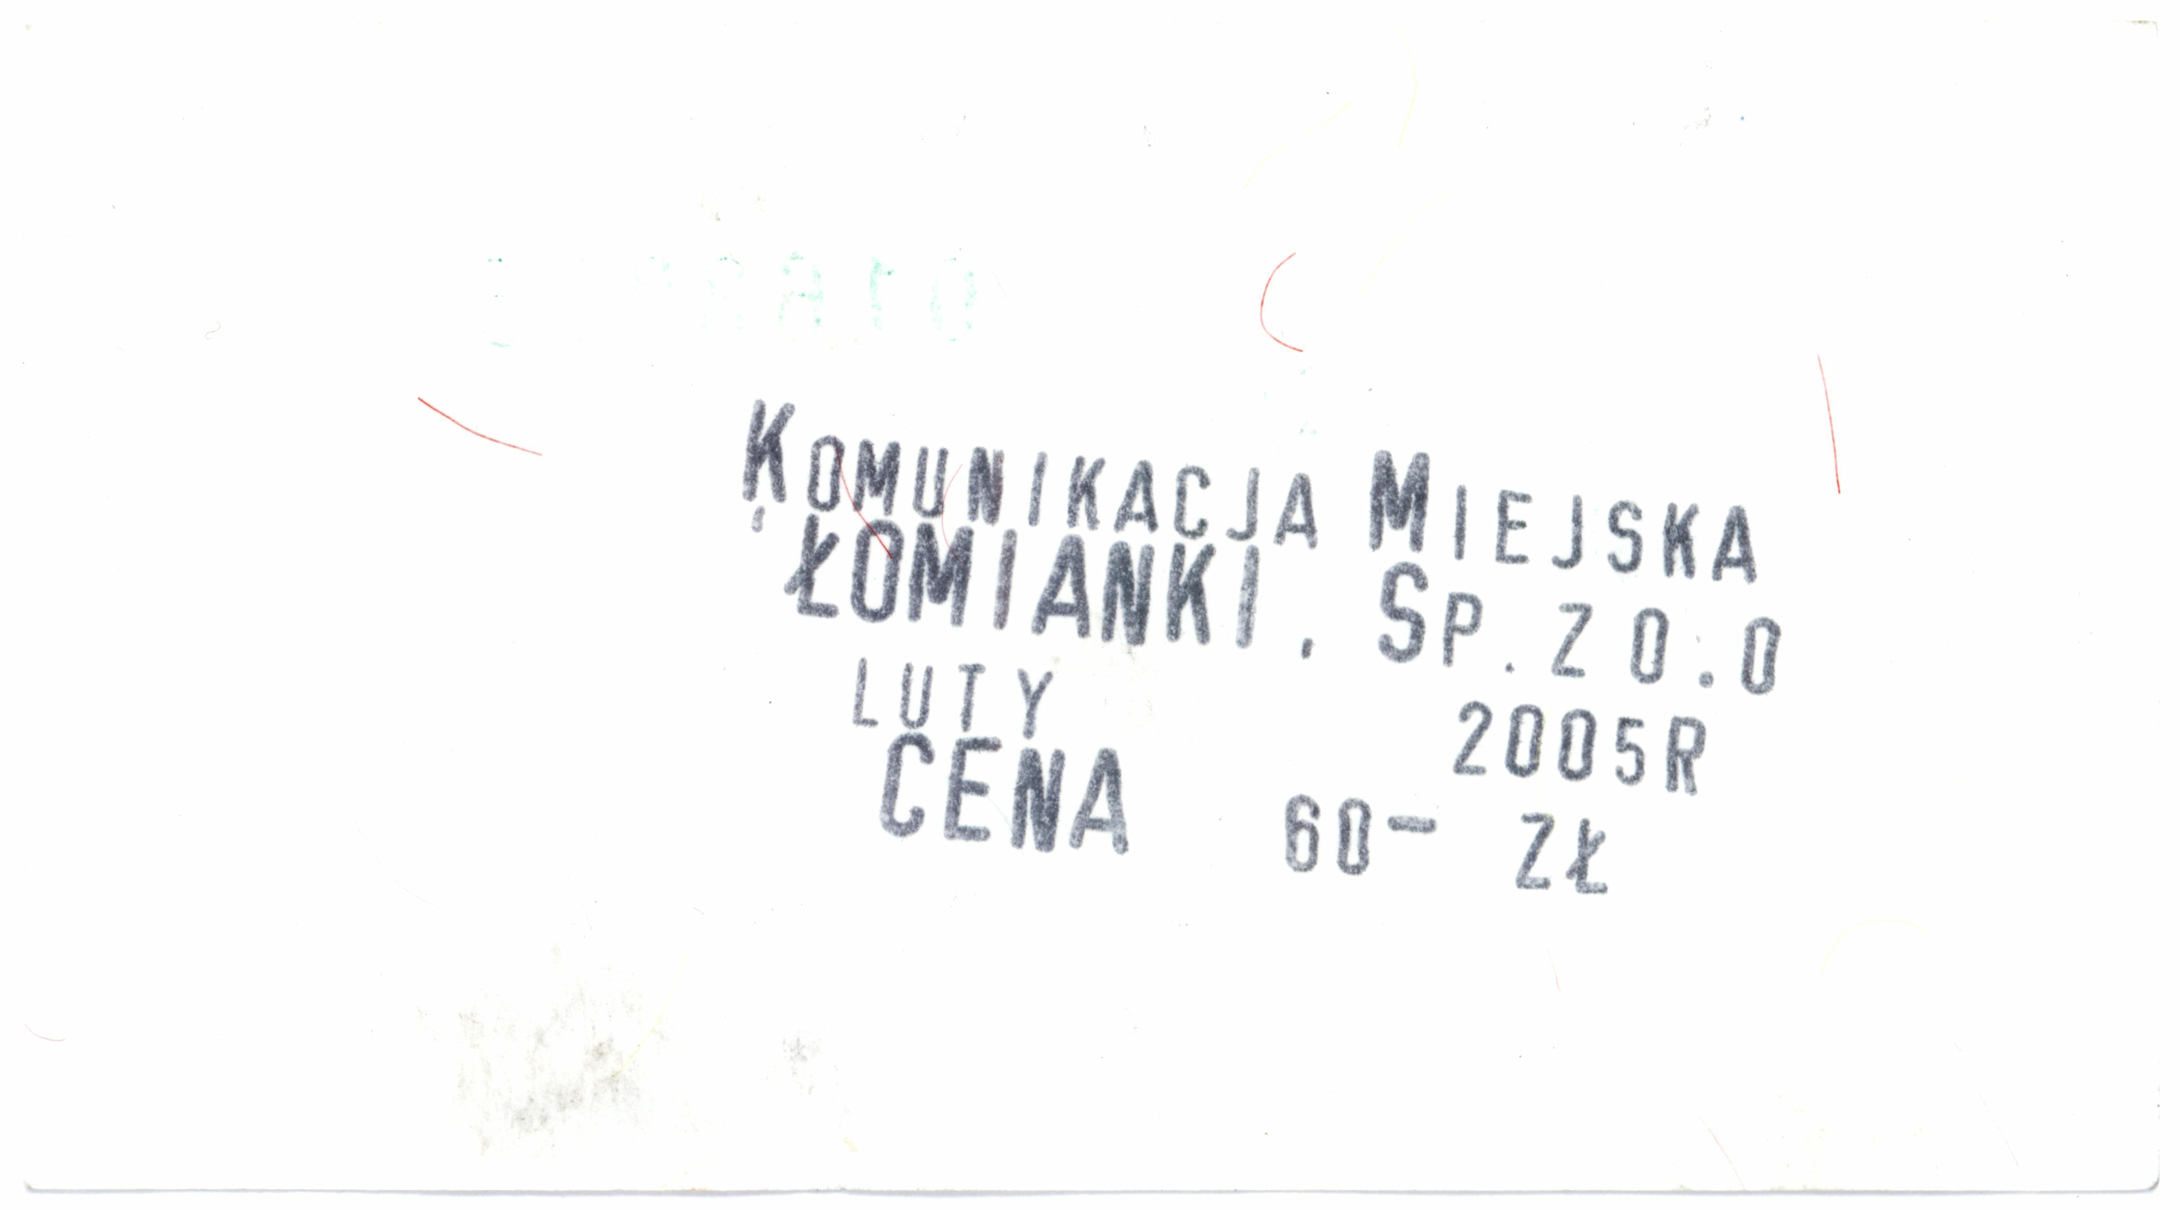 KOMUNIKACJA MIEJSKA
"ŁOMIANKI", SP. Z O.O
LUTY 2005R
CENA 60- ZŁ